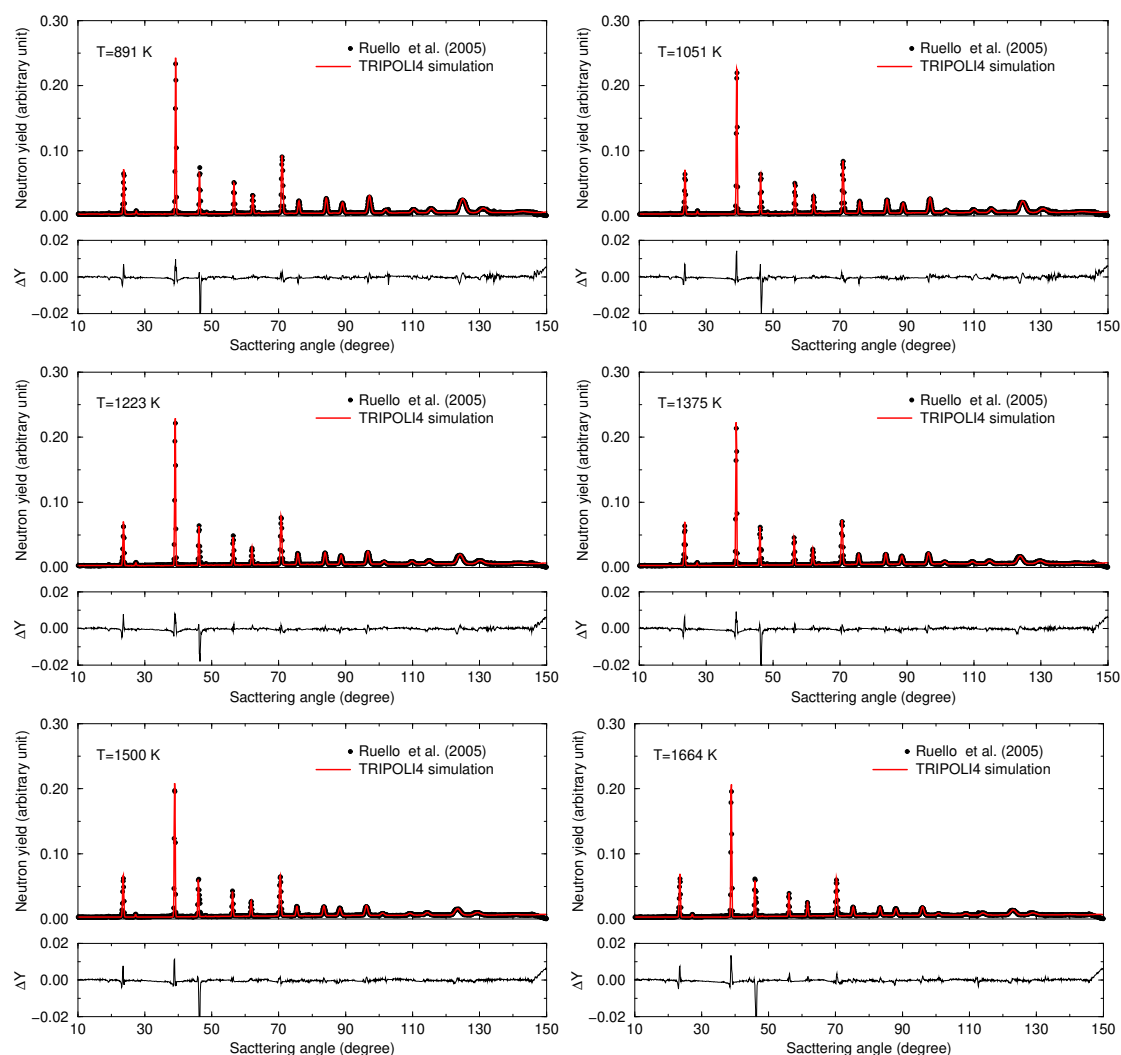 0.30
T=891 K
Ruello et al. (2005)
TRIPOLI4 simulation
0.20
0.10
0.00
Neutron yield (arbitrary unit)
0.02
0.00
−0.02
ΔY
10 30 50 70 90 110 130 150
Sacttering angle (degree)
0.30
T=1051 K
Ruello et al. (2005)
TRIPOLI4 simulation
0.20
0.10
0.00
Neutron yield (arbitrary unit)
0.02
0.00
−0.02
ΔY
10 30 50 70 90 110 130 150
Sacttering angle (degree)
0.30
T=1223 K
Ruello et al. (2005)
TRIPOLI4 simulation
0.20
0.10
0.00
Neutron yield (arbitrary unit)
0.02
0.00
−0.02
ΔY
10 30 50 70 90 110 130 150
Sacttering angle (degree)
0.30
T=1375 K
Ruello et al. (2005)
TRIPOLI4 simulation
0.20
0.10
0.00
Neutron yield (arbitrary unit)
0.02
0.00
−0.02
ΔY
10 30 50 70 90 110 130 150
Sacttering angle (degree)
0.30
T=1500 K
Ruello et al. (2005)
TRIPOLI4 simulation
0.20
0.10
0.00
Neutron yield (arbitrary unit)
0.02
0.00
−0.02
ΔY
10 30 50 70 90 110 130 150
Sacttering angle (degree)
0.30
T=1664 K
Ruello et al. (2005)
TRIPOLI4 simulation
0.20
0.10
0.00
Neutron yield (arbitrary unit)
0.02
0.00
−0.02
ΔY
10 30 50 70 90 110 130 150
Sacttering angle (degree)